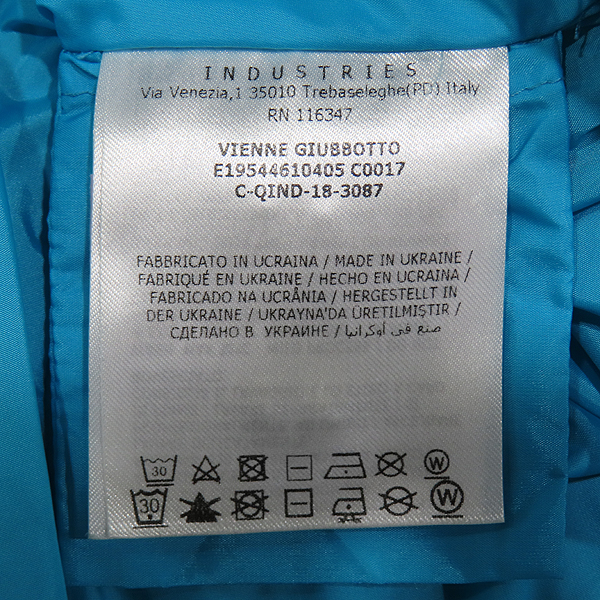 INDUSTRIES
Via Venezia,1 35010 Trebaseleghe(PD) Italy
RN 116347
VIENNE GIUBBOTTO
E19544610405 C0017
C-QIND-18-3087
FABBRICATO IN UCRAINA / MADE IN UKRAINE /
FABRIQUÉ EN UKRAINE / HECHO EN UCRAINA /
FABRICADO NA UCRÂNIA / HERGESTELLT IN
DER UKRAINE / UKRAYNA'DA ÜRETILMIŞTIR /
СДЕЛАНО В УКРАИНЕ / صنع في أوكرانيا
30 W
30 W